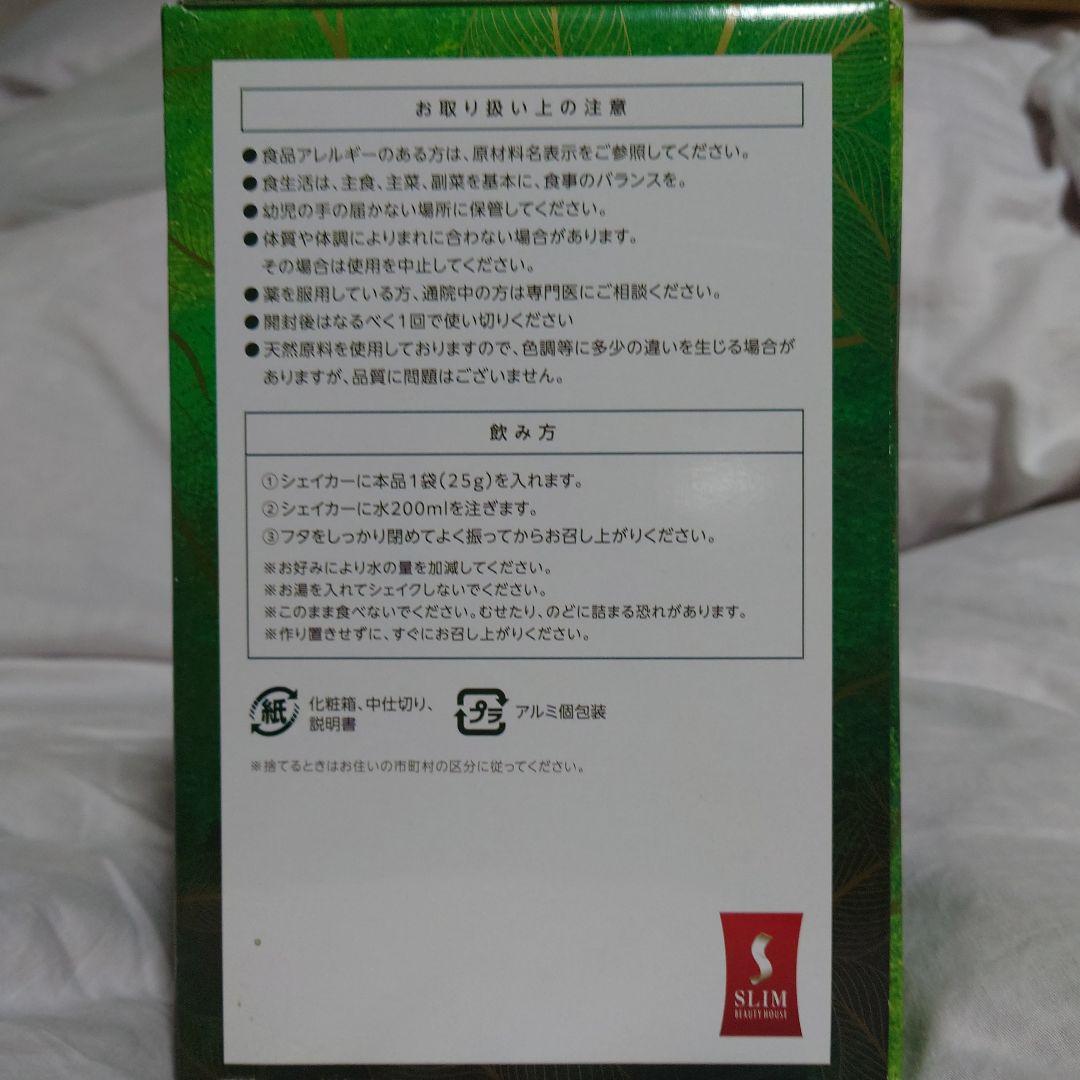 お取り扱い上の注意
●食品アレルギーのある方は、原材料名表示をご参照してください。
●食生活は、主食、主菜、副菜を基本に、食事のバランスを。
●幼児の手の届かない場所に保管してください。
●体質や体調によりまれに合わない場合があります。
その場合は使用を中止してください。
●薬を服用している方、通院中の方は専門医にご相談ください。
●開封後はなるべく1回で使い切りください
●天然原料を使用しておりますので、色調等に多少の違いを生じる場合が
ありますが、品質に問題はございません。
飲み方
①シェイカーに本品1袋(25g)を入れます。
②シェイカーに水200mlを注ぎます。
③フタをしっかり閉めてよく振ってからお召し上がりください。
※お好みにより水の量を加減してください。
※お湯を入れてシェイクしないでください。
※このまま食べないでください。むせたり、のどに詰まる恐れがあります。
※作り置きせずに、すぐにお召し上がりください。
紙 化粧箱、中仕切り、
説明書
プラ アルミ個包装
※捨てるときはお住いの市町村の区分に従ってください。
S
SLIM
BEAUTY HOUSE